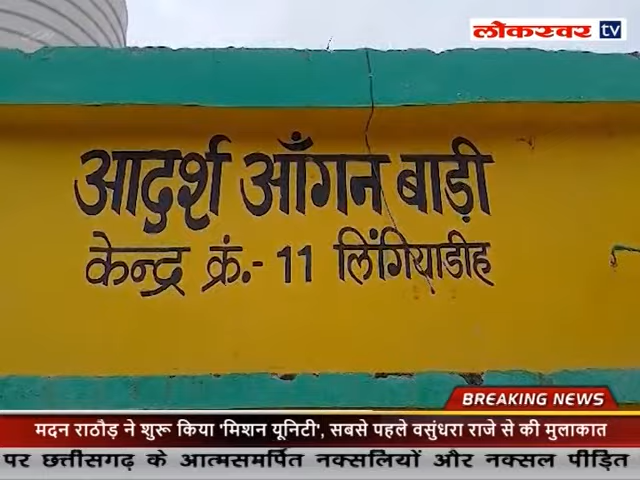 लोकस्वर tv
आदर्श आँगन बाड़ी
केन्द्र क्रं.- 11 लिंगियाडीह
BREAKING NEWS
मदन राठौड़ ने शुरू किया 'मिशन यूनिटी', सबसे पहले वसुंधरा राजे से की मुलाकात
पर छत्तीसगढ़ के आत्मसमर्पित नक्सलियों और नक्सल पीड़ित